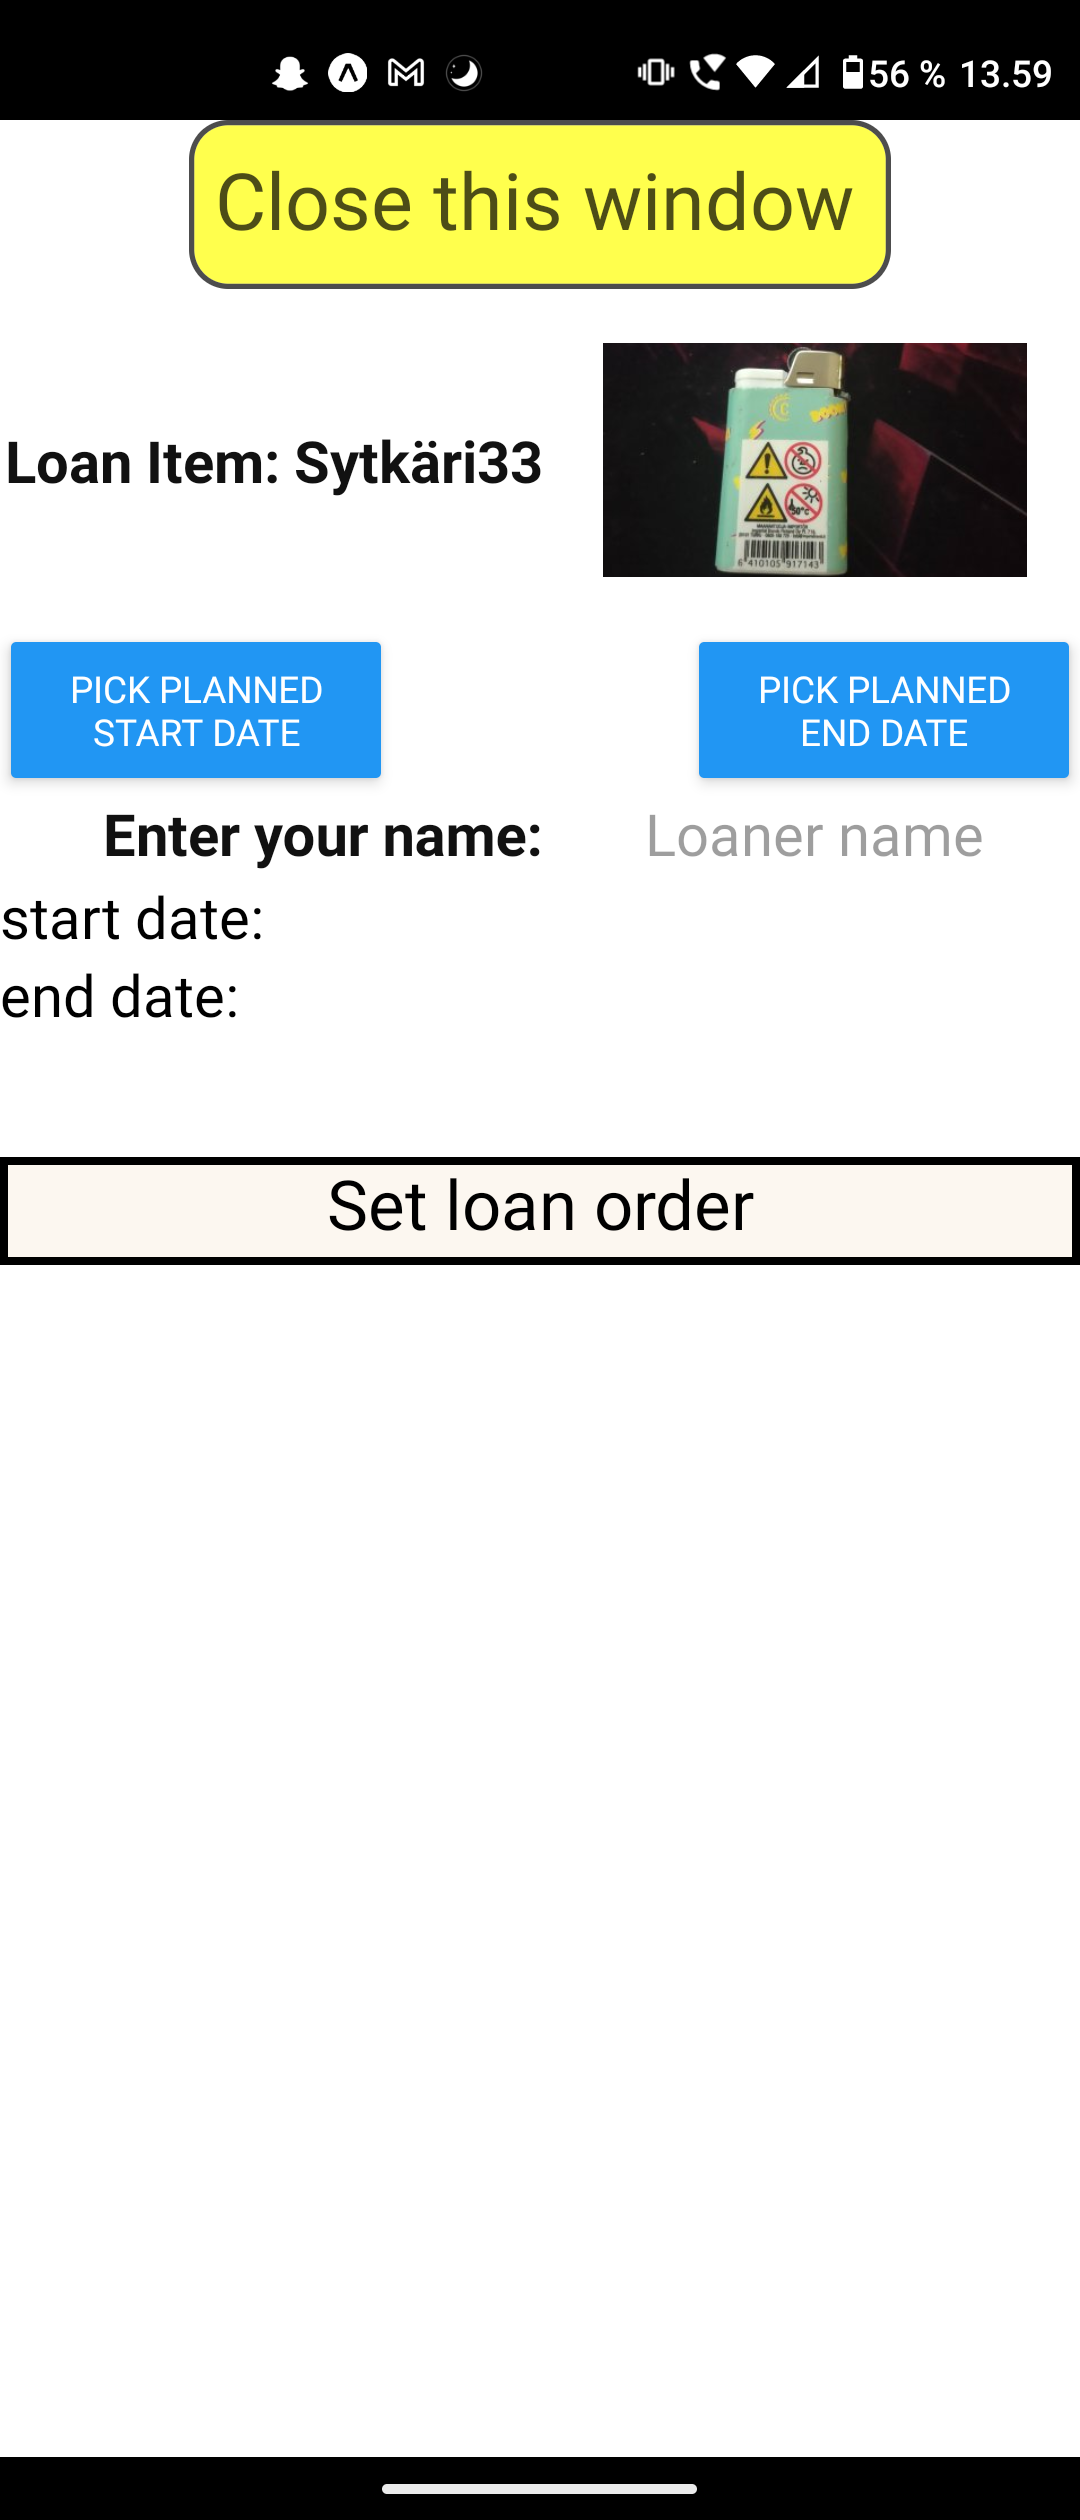 56 % 13.59
Close this window
Loan Item: Sytkäri33
50°c
6 410105 917143
PICK PLANNED
START DATE
PICK PLANNED
END DATE
Enter your name:
Loaner name
start date:
end date:
Set loan order